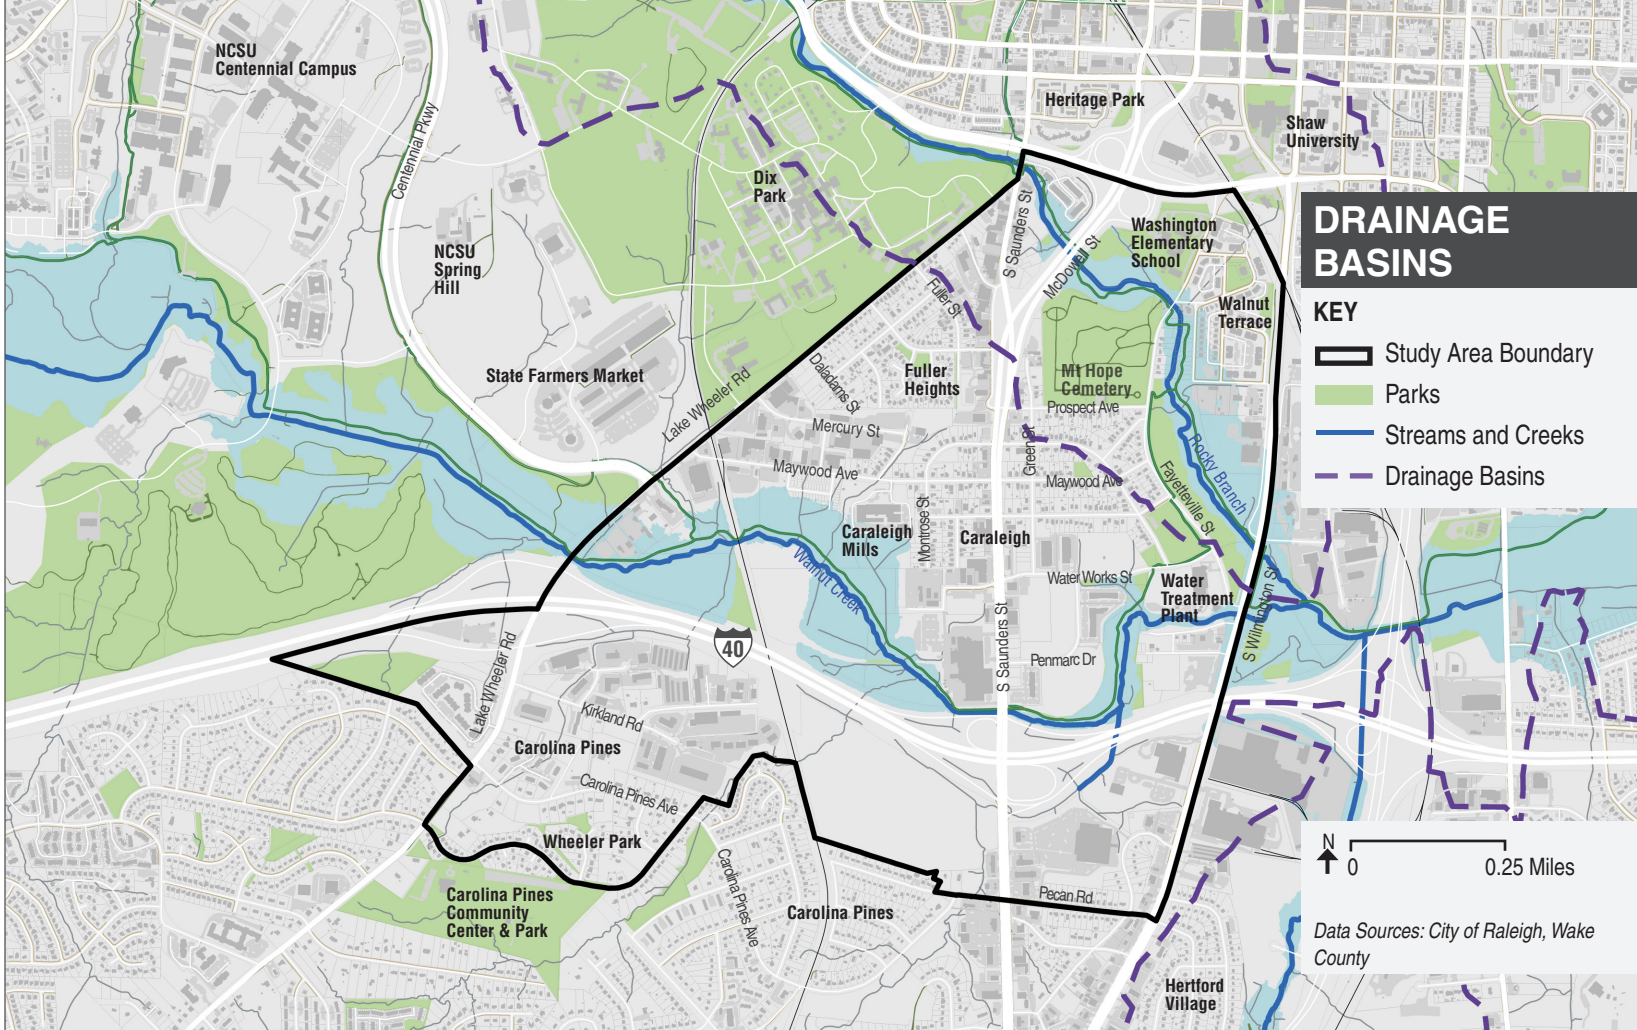 NCSU
Centennial Campus
Centennial Pkwy
Heritage Park
Shaw
University
Dix
Park
S Saunders St
McDowell St
Washington
Elementary
School
NCSU
Spring
Hill
Walnut
Terrace
Fuller St
State Farmers Market
Lake Wheeler Rd
Daladams St
Fuller
Heights
Mt Hope
Cemetery
Prospect Ave
Mercury St
Green St
Maywood Ave
Maywood Ave
Rocky Branch
Fayetteville St
Montrose St
Caraleigh
Mills
Caraleigh
Walnut Creek
Water Works St
Water
Treatment
Plant
S Wilmington St
40
S Saunders St
Penmarc Dr
Lake Wheeler Rd
Kirkland Rd
Carolina Pines
Carolina Pines Ave
Wheeler Park
Carolina Pines Ave
Carolina Pines
Community
Center & Park
Carolina Pines
Pecan Rd
Hertford
Village
DRAINAGE
BASINS
KEY
Study Area Boundary
Parks
Streams and Creeks
Drainage Basins
N
0 0.25 Miles
Data Sources: City of Raleigh, Wake
County